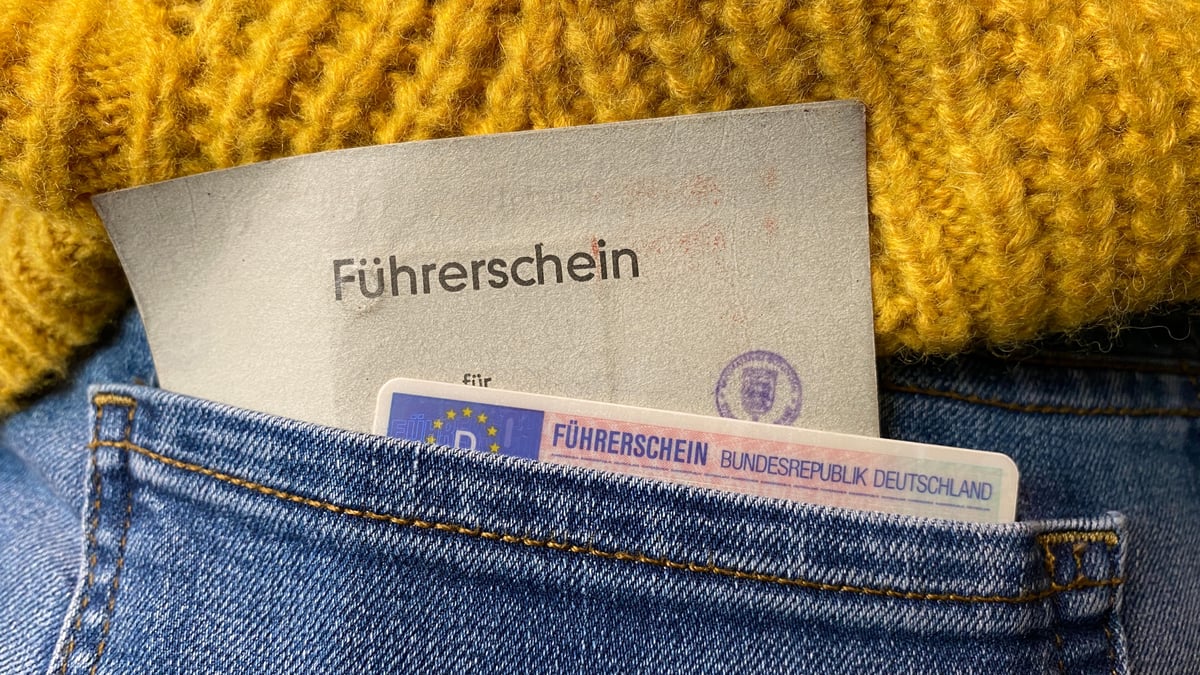 Führerschein
für
D
FÜHRERSCHEIN BUNDESREPUBLIK DEUTSCHLAND